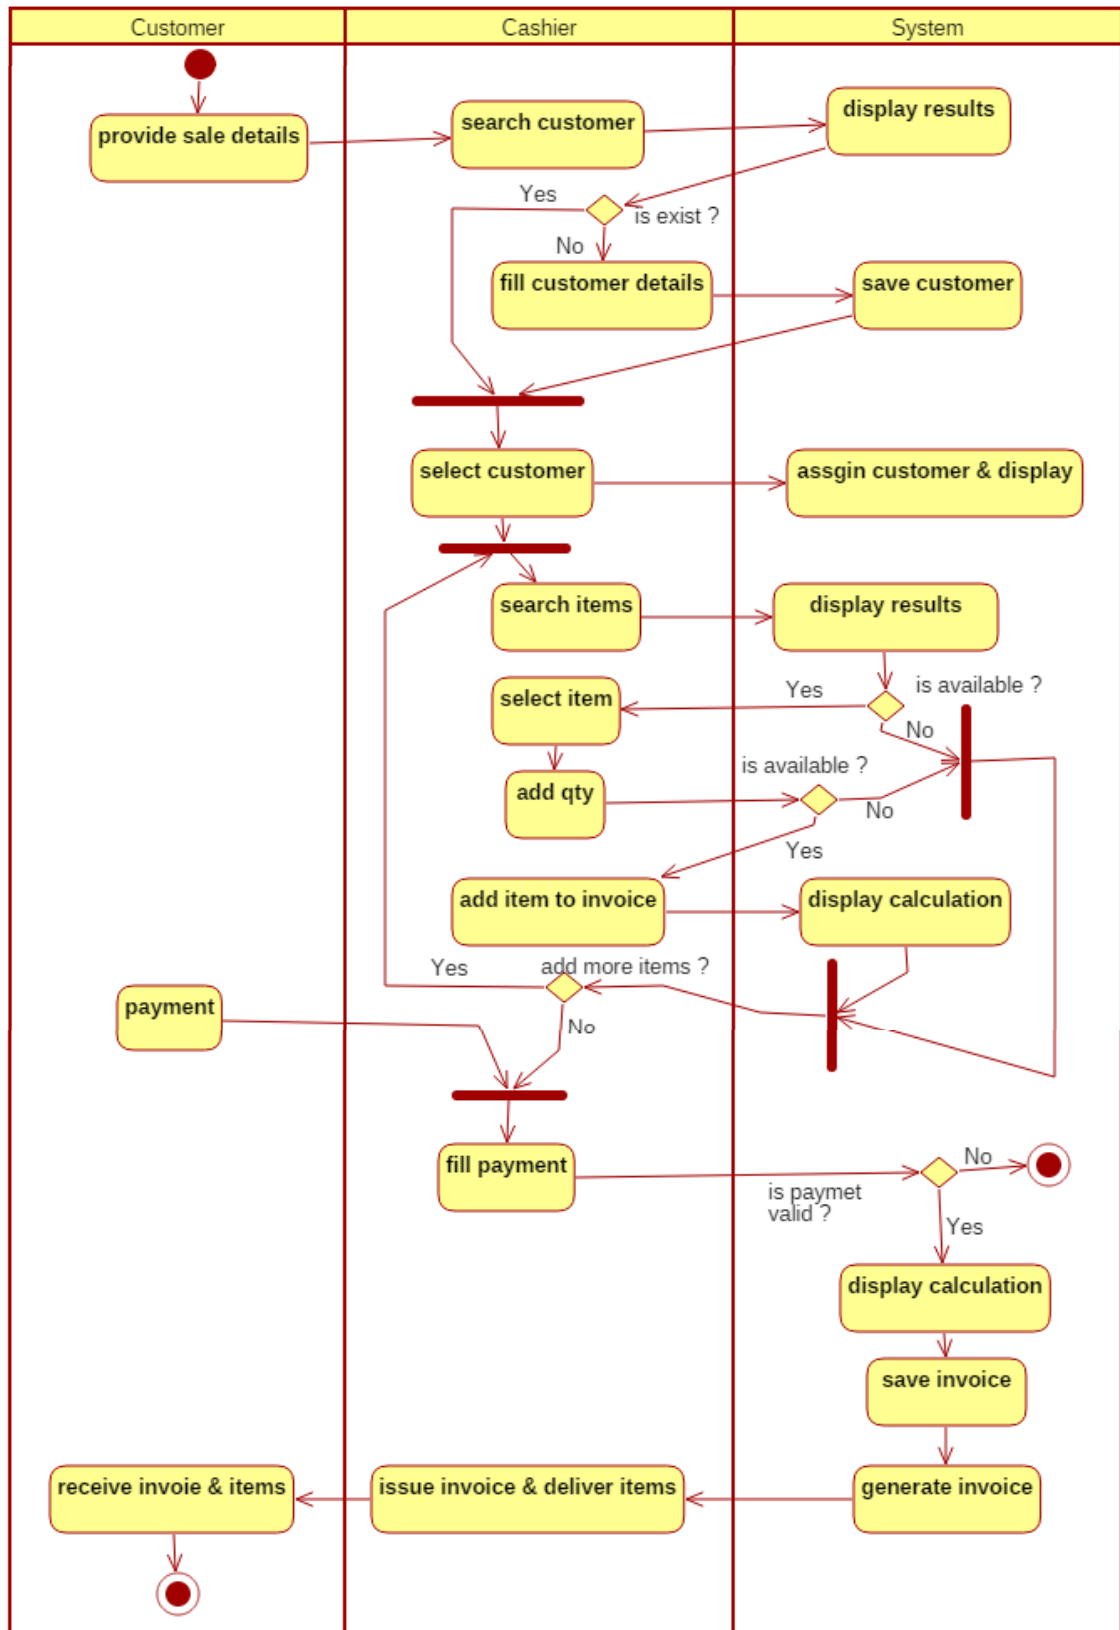 Customer
Cashier
System
provide sale details
search customer
display results
Yes
is exist ?
No
fill customer details
save customer
select customer
assgin customer & display
search items
display results
is available ?
Yes
select item
No
is available ?
add qty
No
Yes
add item to invoice
display calculation
add more items ?
Yes
payment
No
fill payment
No
is paymet
valid ?
Yes
display calculation
save invoice
receive invoie & items
issue invoice & deliver items
generate invoice